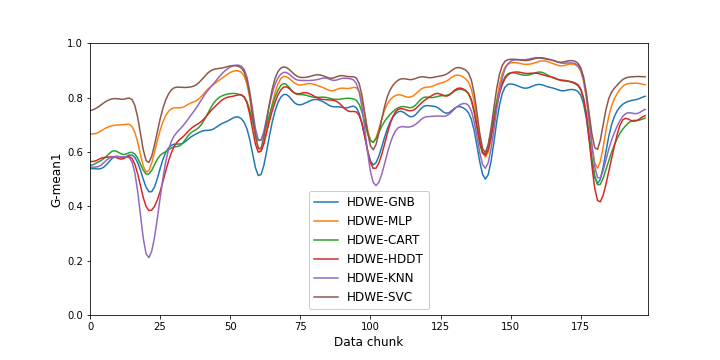 1.0
0.8
0.6
0.4
0.2
0.0
G-mean1
HDWE-GNB
HDWE-MLP
HDWE-CART
HDWE-HDDT
HDWE-KNN
HDWE-SVC
0 25 50 75 100 125 150 175
Data chunk